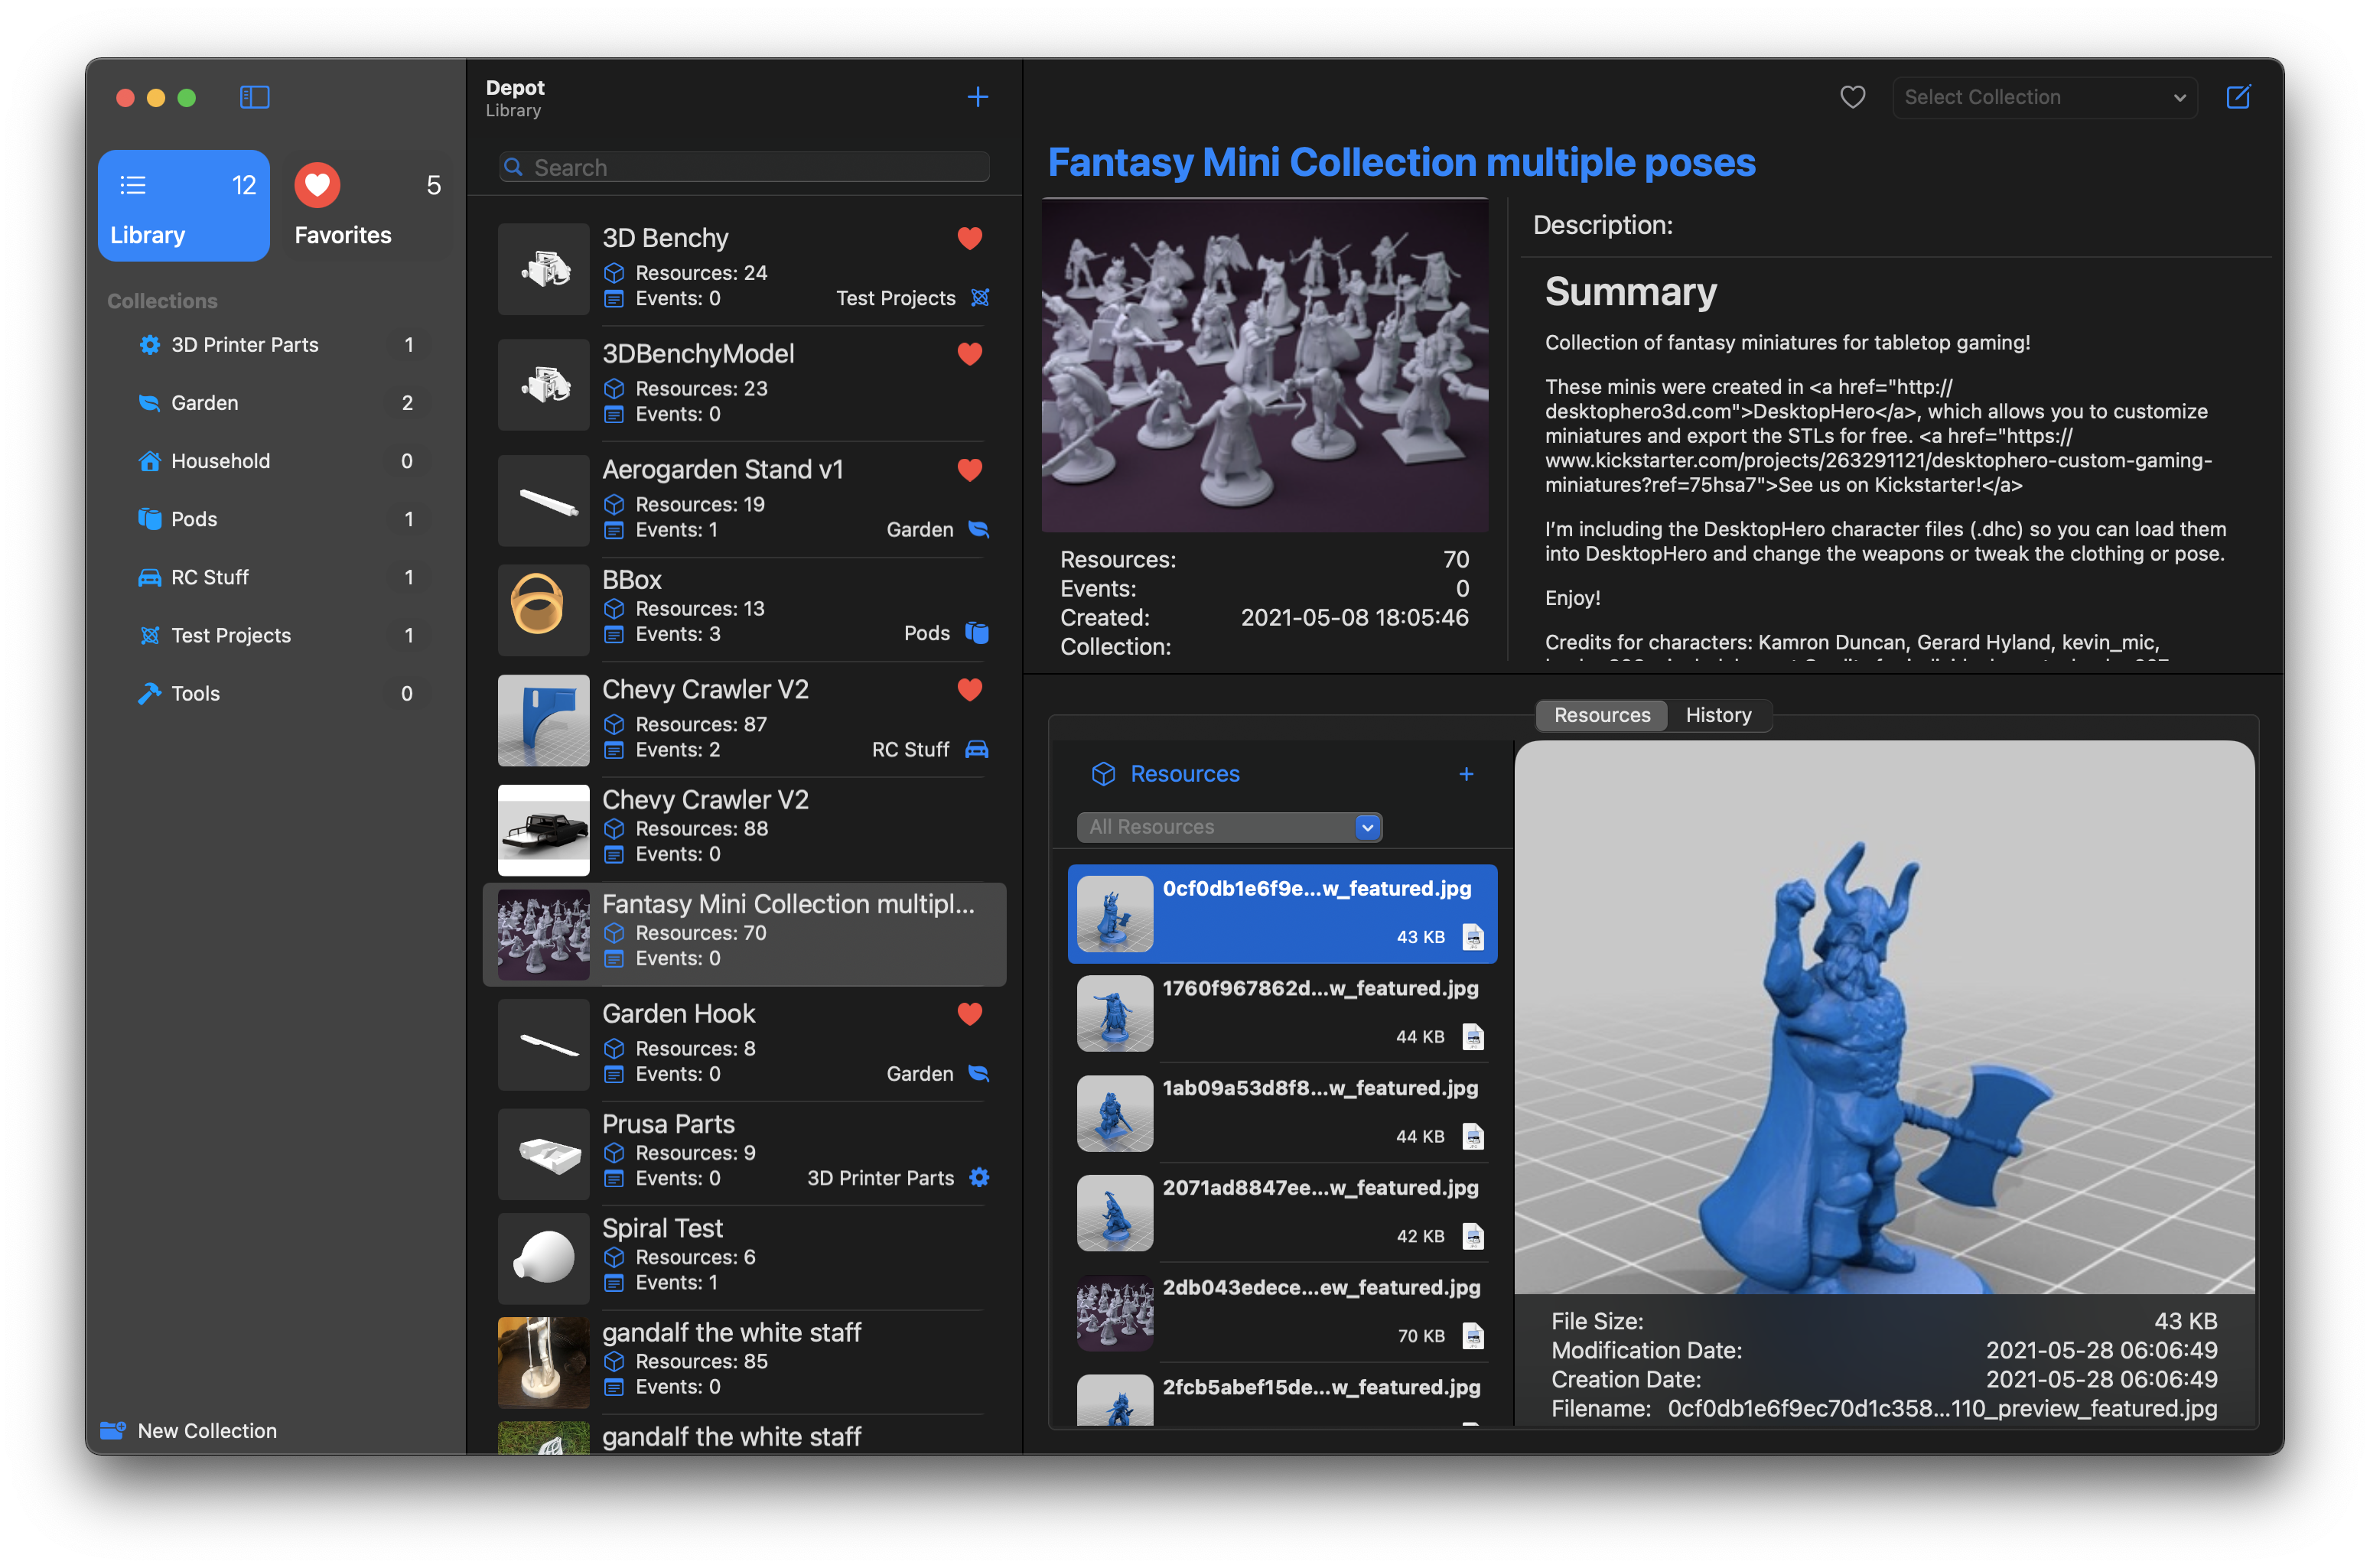 12
Library
5
Favorites
Collections
3D Printer Parts 1
Garden 2
Household 0
Pods 1
RC Stuff 1
Test Projects 1
Tools 0
New Collection
Depot
Library
Search
3D Benchy
Resources: 24
Events: 0 Test Projects
3DBenchyModel
Resources: 23
Events: 0
Aerogarden Stand v1
Resources: 19
Events: 1 Garden
BBox
Resources: 13
Events: 3 Pods
Chevy Crawler V2
Resources: 87
Events: 2 RC Stuff
Chevy Crawler V2
Resources: 88
Events: 0
Fantasy Mini Collection multipl...
Resources: 70
Events: 0
Garden Hook
Resources: 8
Events: 0 Garden
Prusa Parts
Resources: 9
Events: 0 3D Printer Parts
Spiral Test
Resources: 6
Events: 1
gandalf the white staff
Resources: 85
Events: 0
gandalf the white staff
Select Collection
Fantasy Mini Collection multiple poses
Resources: 70
Events: 0
Created: 2021-05-08 18:05:46
Collection:
Description:
Summary
Collection of fantasy miniatures for tabletop gaming!
These minis were created in <a href="http://
desktophero3d.com">DesktopHero</a>, which allows you to customize
miniatures and export the STLs for free. <a href="https://
www.kickstarter.com/projects/263291121/desktophero-custom-gaming-
miniatures?ref=75hsa7">See us on Kickstarter!</a>
I'm including the DesktopHero character files (.dhc) so you can load them
into DesktopHero and change the weapons or tweak the clothing or pose.
Enjoy!
Credits for characters: Kamron Duncan, Gerard Hyland, kevin_mic,
Resources History
Resources
All Resources
0cf0db1e6f9e...w_featured.jpg
43 KB
1760f967862d...w_featured.jpg
44 KB
1ab09a53d8f8...w_featured.jpg
44 KB
2071ad8847ee...w_featured.jpg
42 KB
2db043edece...ew_featured.jpg
70 KB
2fcb5abef15de...w_featured.jpg
File Size: 43 KB
Modification Date: 2021-05-28 06:06:49
Creation Date: 2021-05-28 06:06:49
Filename: 0cf0db1e6f9ec70d1c358...110_preview_featured.jpg